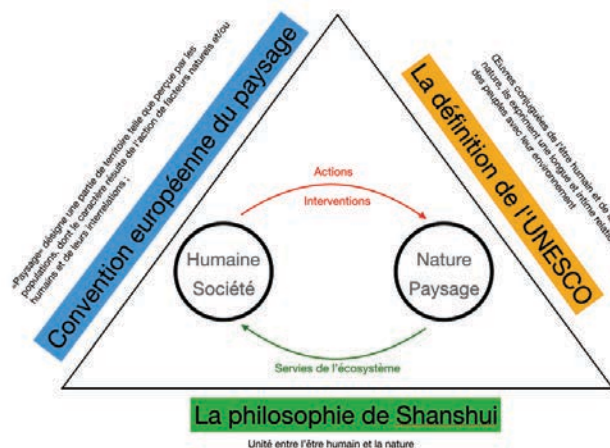 Convention européenne du paysage
«Paysage» désigne une partie de territoire telle que perçue par les
populations, dont le caractère résulte de l'action de facteurs naturels et/ou
humains et de leurs interrelations ;
La définition de l'UNESCO
Œuvres conjuguées de l'être humain et de
nature, ils expriment une longue et intime
des peuples avec leur environnement
Actions
Interventions
Humaine
Société
Nature
Paysage
Servies de l'écosystème
La philosophie de Shanshui
Unité entre l'être humain et la nature